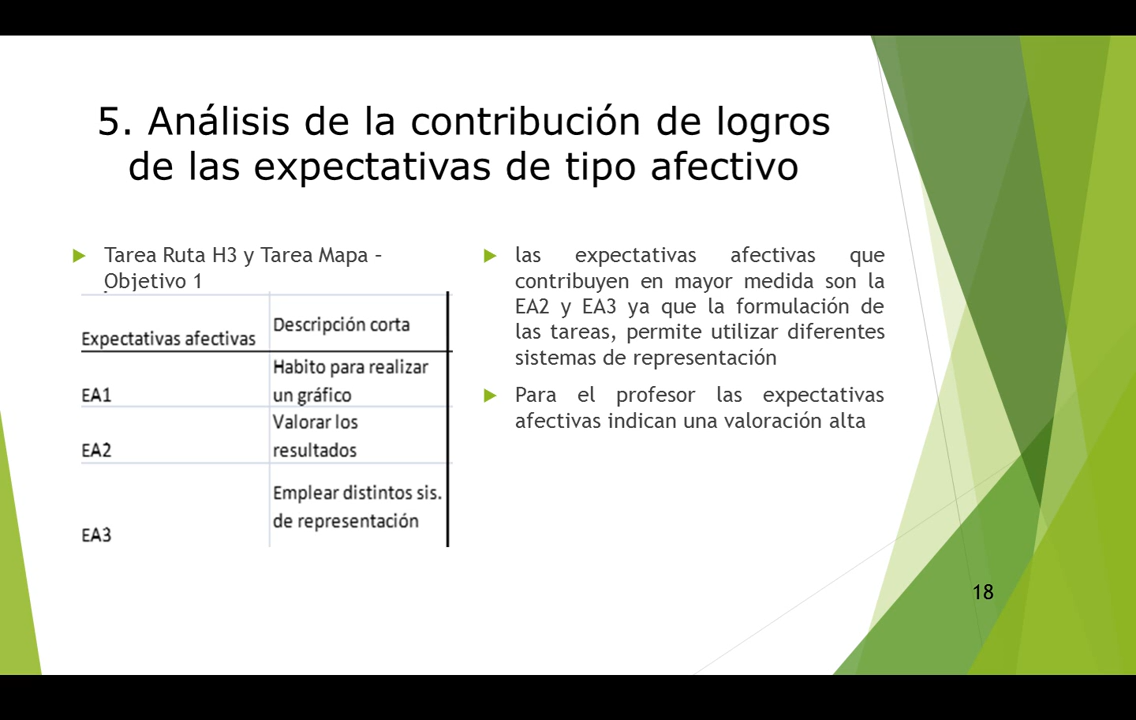 5. Análisis de la contribución de logros
de las expectativas de tipo afectivo
Tarea Ruta H3 y Tarea Mapa –
Objetivo 1
Expectativas afectivas
Descripción corta
EA1
Habito para realizar
un gráfico
EA2
Valorar los
resultados
EA3
Emplear distintos sis.
de representación
las expectativas afectivas que
contribuyen en mayor medida son la
EA2 y EA3 ya que la formulación de
las tareas, permite utilizar diferentes
sistemas de representación
Para el profesor las expectativas
afectivas indican una valoración alta
18